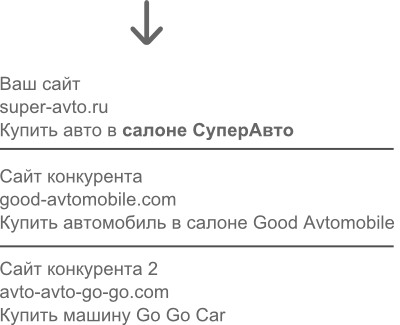 Ваш сайт
super-avto.ru
Купить авто в салоне СуперАвто
Сайт конкурента
good-avtomobile.com
Купить автомобиль в салоне Good Avtomobile
Сайт конкурента 2
avto-avto-go-go.com
Купить машину Go Go Car